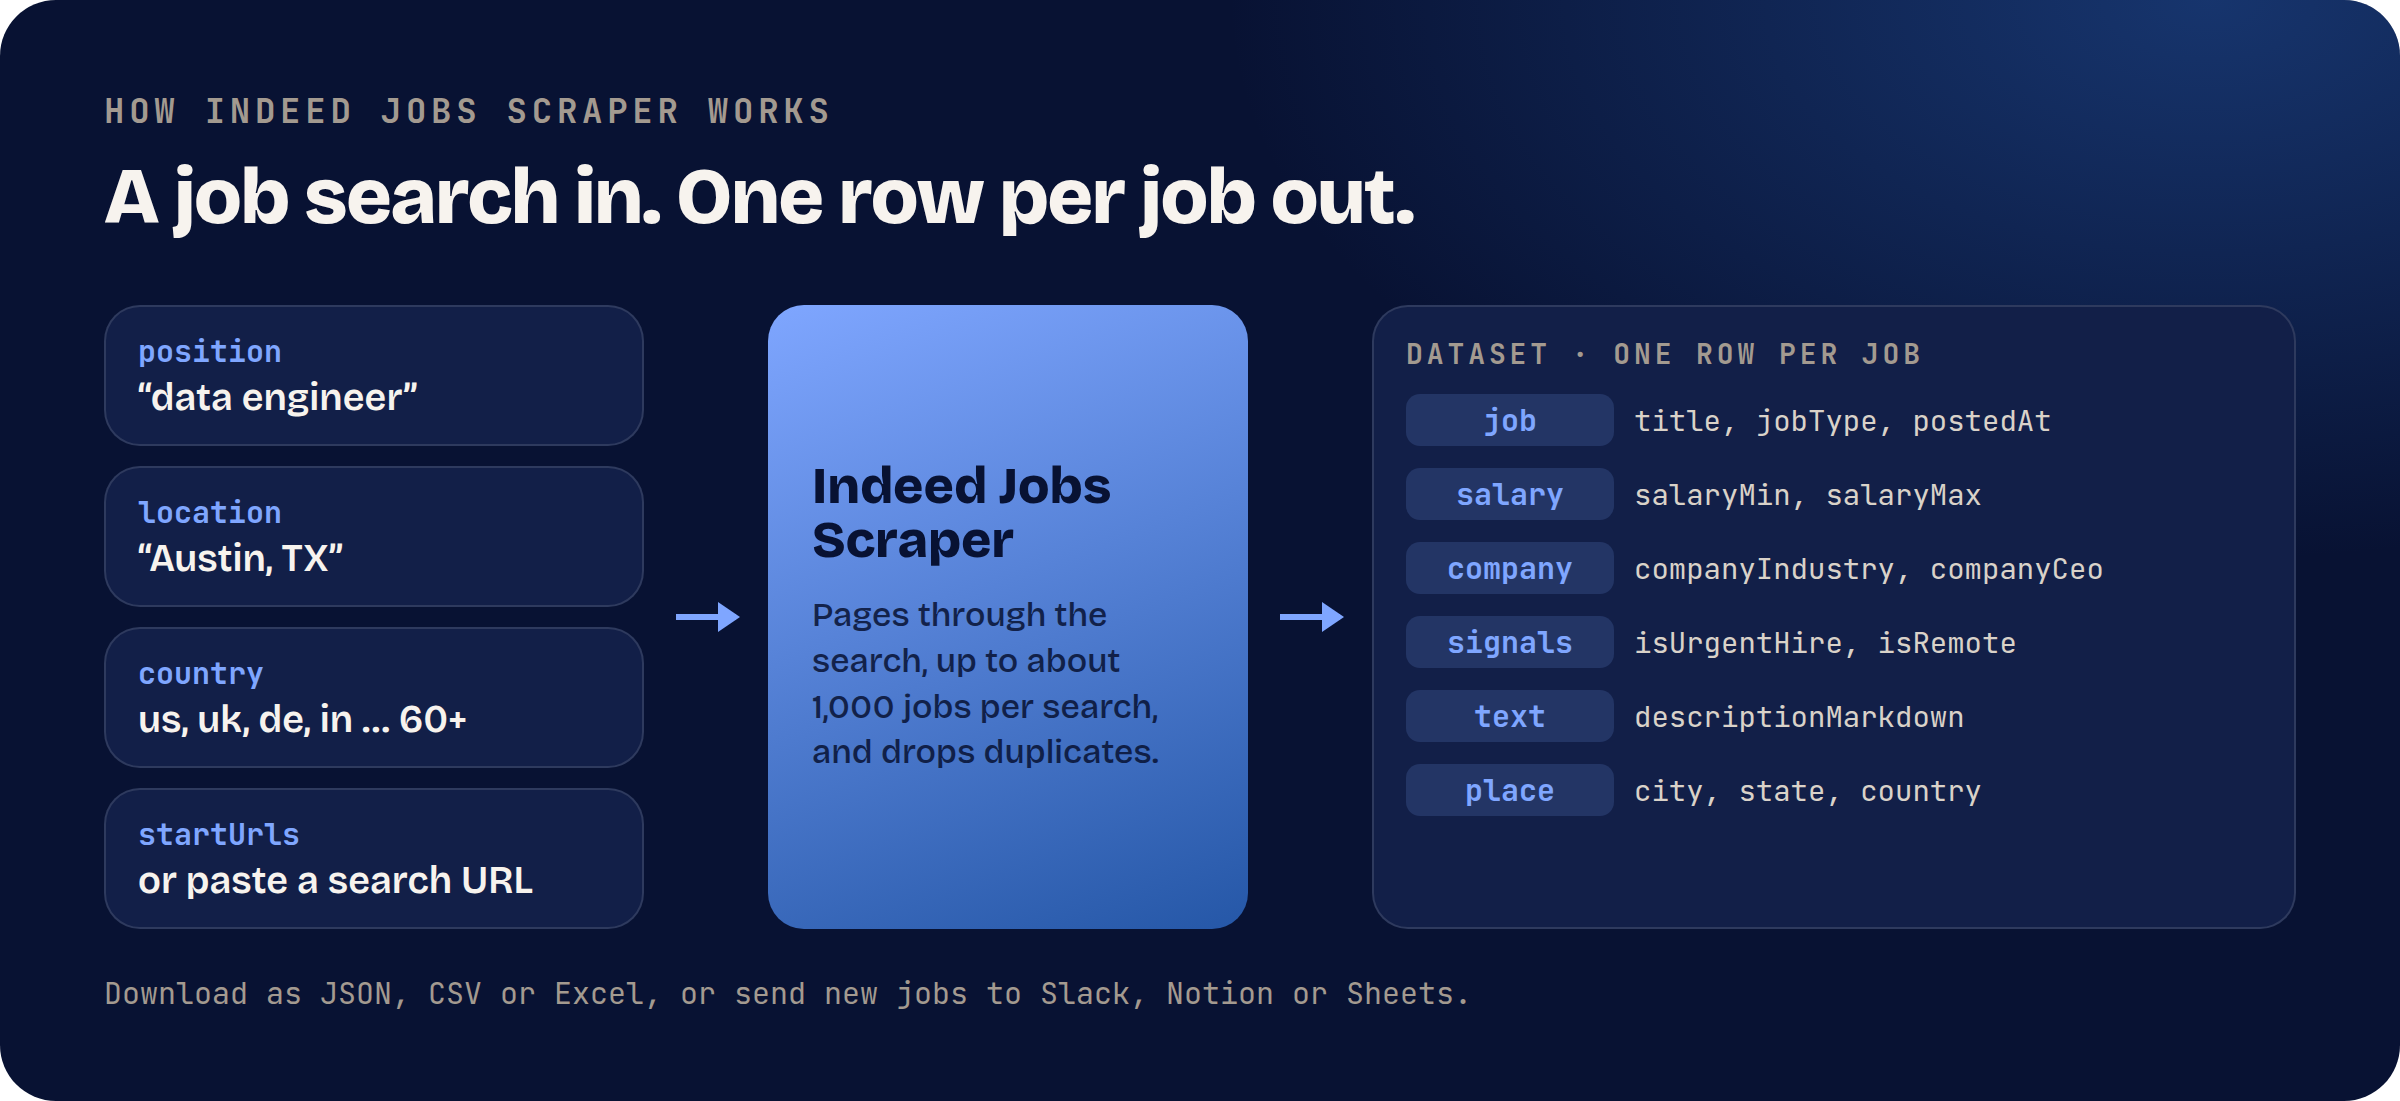 HOW INDEED JOBS SCRAPER WORKS
A job search in. One row per job out.
position
“data engineer”
location
“Austin, TX”
country
us, uk, de, in ... 60+
startUrls
or paste a search URL
Indeed Jobs
Scraper
Pages through the
search, up to about
1,000 jobs per search,
and drops duplicates.
DATASET · ONE ROW PER JOB
job title, jobType, postedAt
salary salaryMin, salaryMax
company companyIndustry, companyCeo
signals isUrgentHire, isRemote
text descriptionMarkdown
place city, state, country
Download as JSON, CSV or Excel, or send new jobs to Slack, Notion or Sheets.